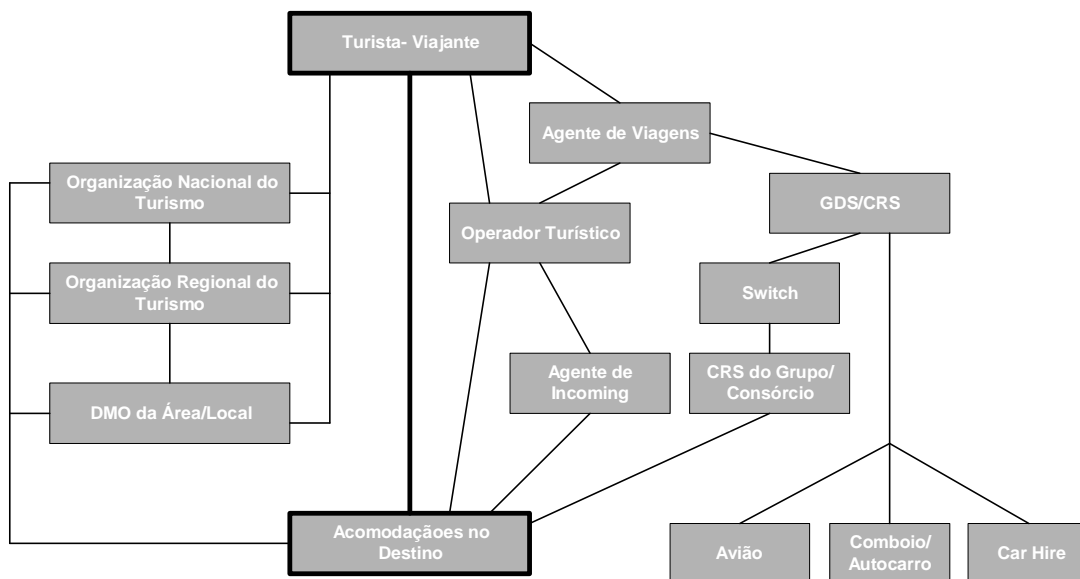 Turista- Viajante
Agente de Viagens
Organização Nacional do
Turismo
GDS/CRS
Operador Turístico
Organização Regional do
Turismo
Switch
Agente de
Incoming
CRS do Grupo/
Consórcio
DMO da Área/Local
Acomodaçãoes no
Destino
Avião
Comboio/
Autocarro
Car Hire